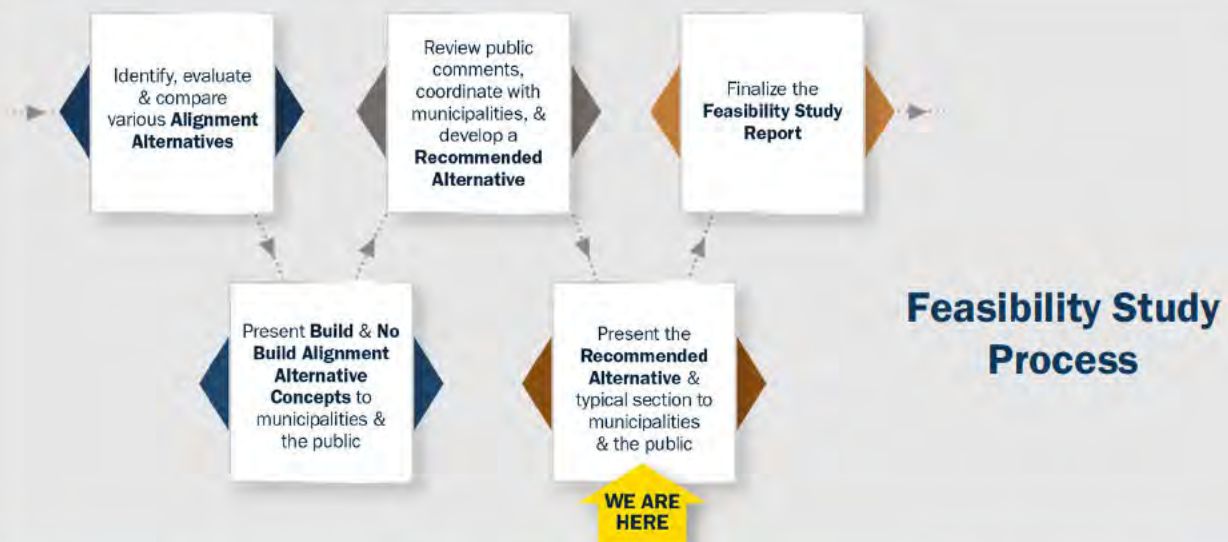 Identify, evaluate
& compare
various Alignment
Alternatives
Present Build & No
Build Alignment
Alternative
Concepts to
municipalities &
the public
Review public
comments,
coordinate with
municipalities, &
develop a
Recommended
Alternative
Present the
Recommended
Alternative &
typical section to
municipalities
& the public
WE ARE
HERE
Finalize the
Feasibility Study
Report
Feasibility Study
Process